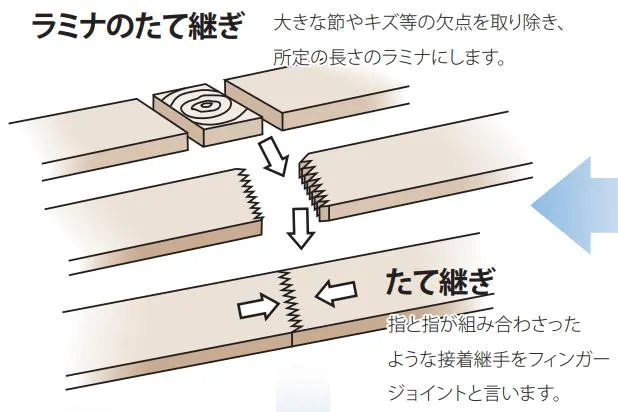 ラミナのたて継ぎ
大きな節やキズ等の欠点を取り除き、
所定の長さのラミナにします。
たて継ぎ
指と指が組み合わさった
ような接着継手をフィンガー
ジョイントと言います。